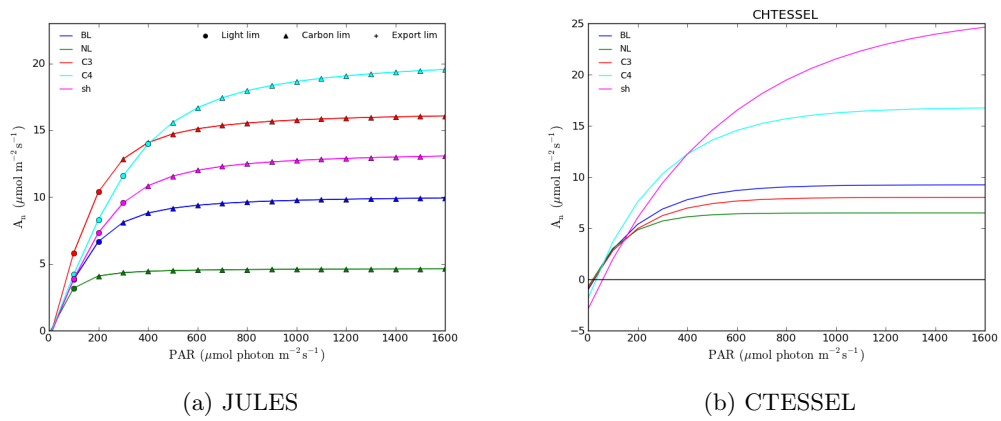 BL
NL
C3
C4
sh
Light lim
Carbon lim
Export lim
20
15
10
5
0
A_n (μmol m⁻² s⁻¹)
0 200 400 600 800 1000 1200 1400 1600
PAR (μmol photon m⁻² s⁻¹)
(a) JULES
CHTESSEL
BL
NL
C3
C4
sh
25
20
15
10
5
0
−5
A_n (μmol m⁻² s⁻¹)
0 200 400 600 800 1000 1200 1400 1600
PAR (μmol photon m⁻² s⁻¹)
(b) CTESSEL